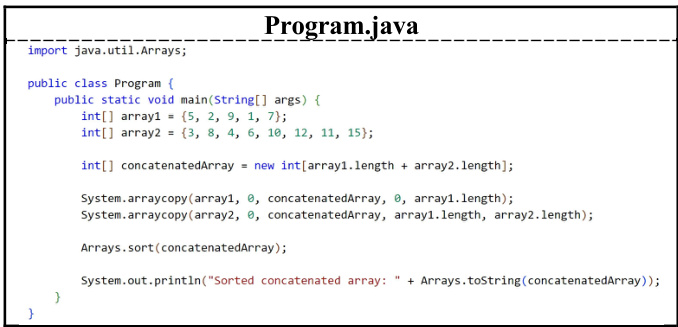 Program.java
import java.util.Arrays;
public class Program {
public static void main(String[] args) {
int[] array1 = {5, 2, 9, 1, 7};
int[] array2 = {3, 8, 4, 6, 10, 12, 11, 15};
int[] concatenatedArray = new int[array1.length + array2.length];
System.arraycopy(array1, 0, concatenatedArray, 0, array1.length);
System.arraycopy(array2, 0, concatenatedArray, array1.length, array2.length);
Arrays.sort(concatenatedArray);
System.out.println("Sorted concatenated array: " + Arrays.toString(concatenatedArray));
}
}